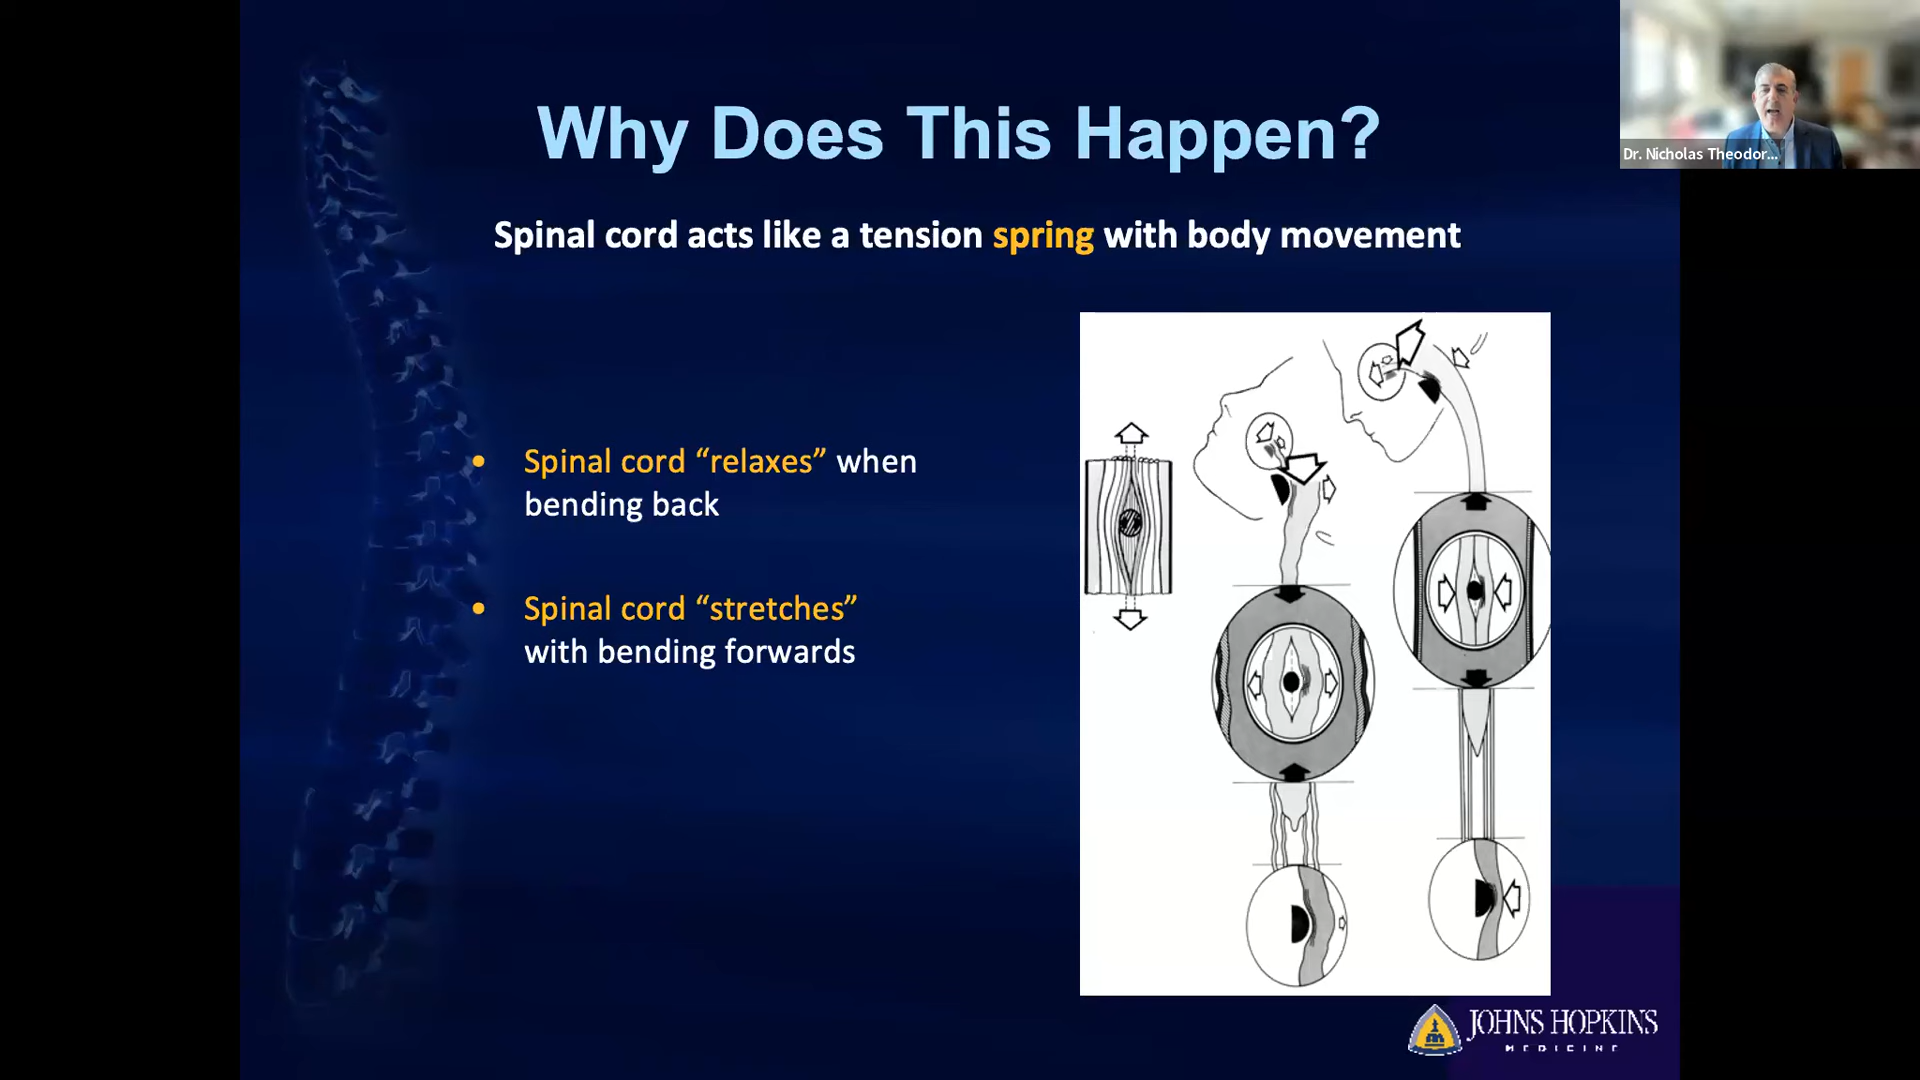 Why Does This Happen?
Dr. Nicholas Theodor...
Spinal cord acts like a tension spring with body movement
• Spinal cord “relaxes” when
bending back
• Spinal cord “stretches”
with bending forwards
JOHNS HOPKINS
MEDICINE